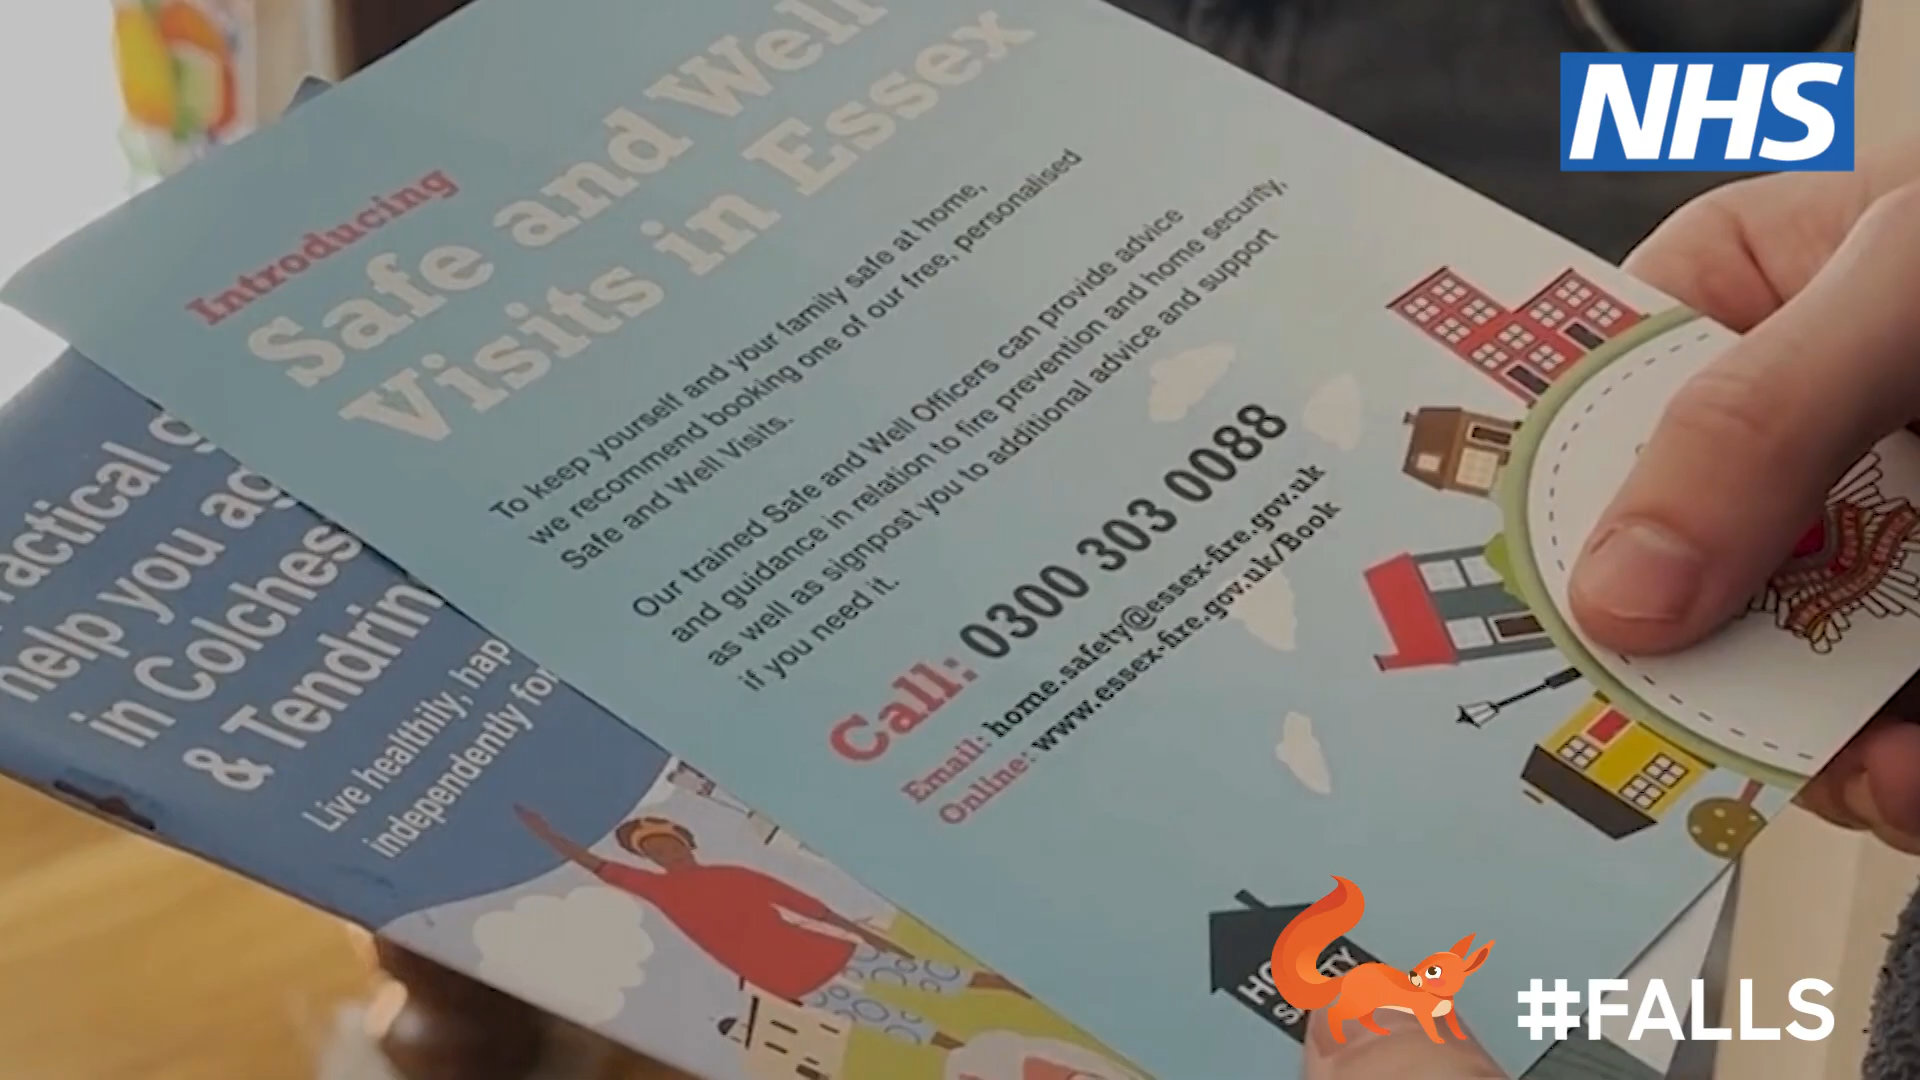 NHS
Introducing
Safe and Well
Visits in Essex
To keep yourself and your family safe at home,
we recommend booking one of our free, personalised
Safe and Well Visits.
Our trained Safe and Well Officers can provide advice
and guidance in relation to fire prevention and home security,
as well as signpost you to additional advice and support
if you need it.
Call: 0300 303 0088
Email: home.safety@essex-fire.gov.uk
Online: www.essex-fire.gov.uk/Book
help you
in Colches
& Tendrin
Live healthily, hap
independently for
#FALLS